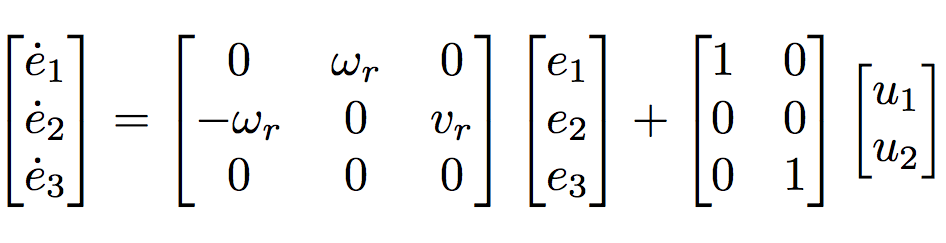 ė₁ 0 ωᵣ 0 e₁ 1 0 u₁
ė₂ = −ωᵣ 0 vᵣ e₂ + 0 0 u₂
ė₃ 0 0 0 e₃ 0 1